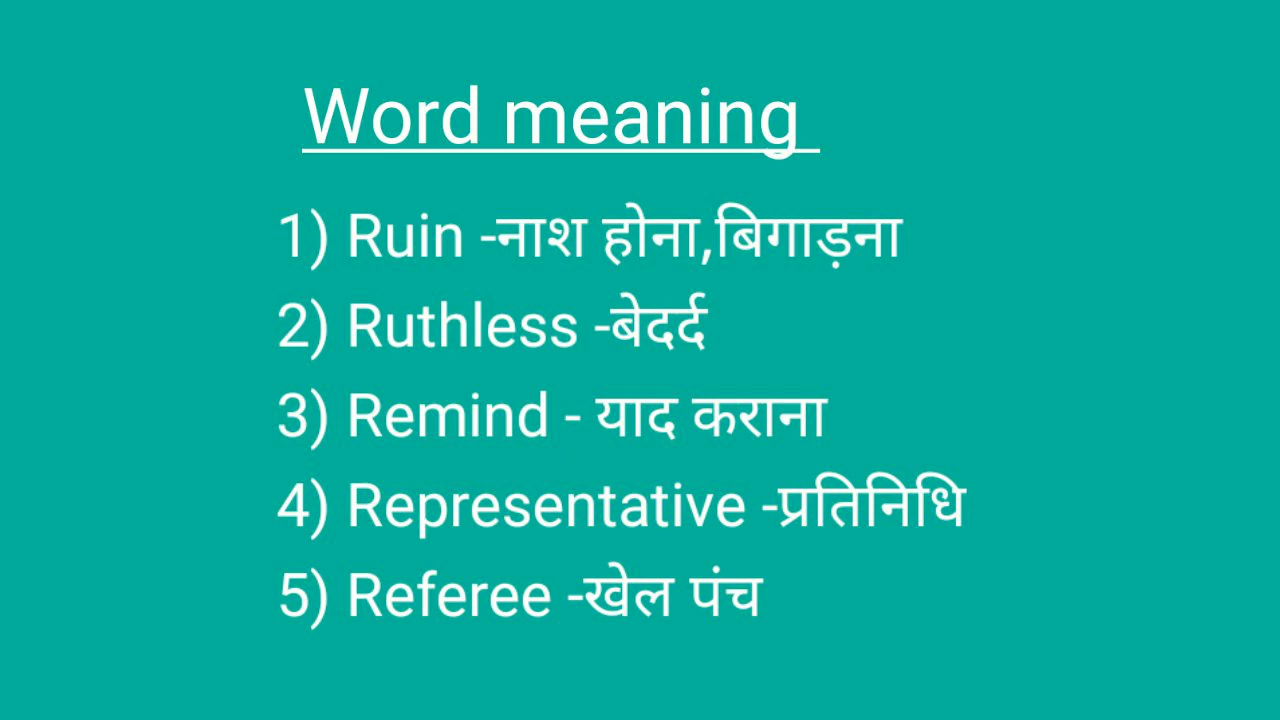 Word meaning
1) Ruin -नाश होना,बिगाड़ना
2) Ruthless -बेदर्द
3) Remind - याद कराना
4) Representative -प्रतिनिधि
5) Referee -खेल पंच